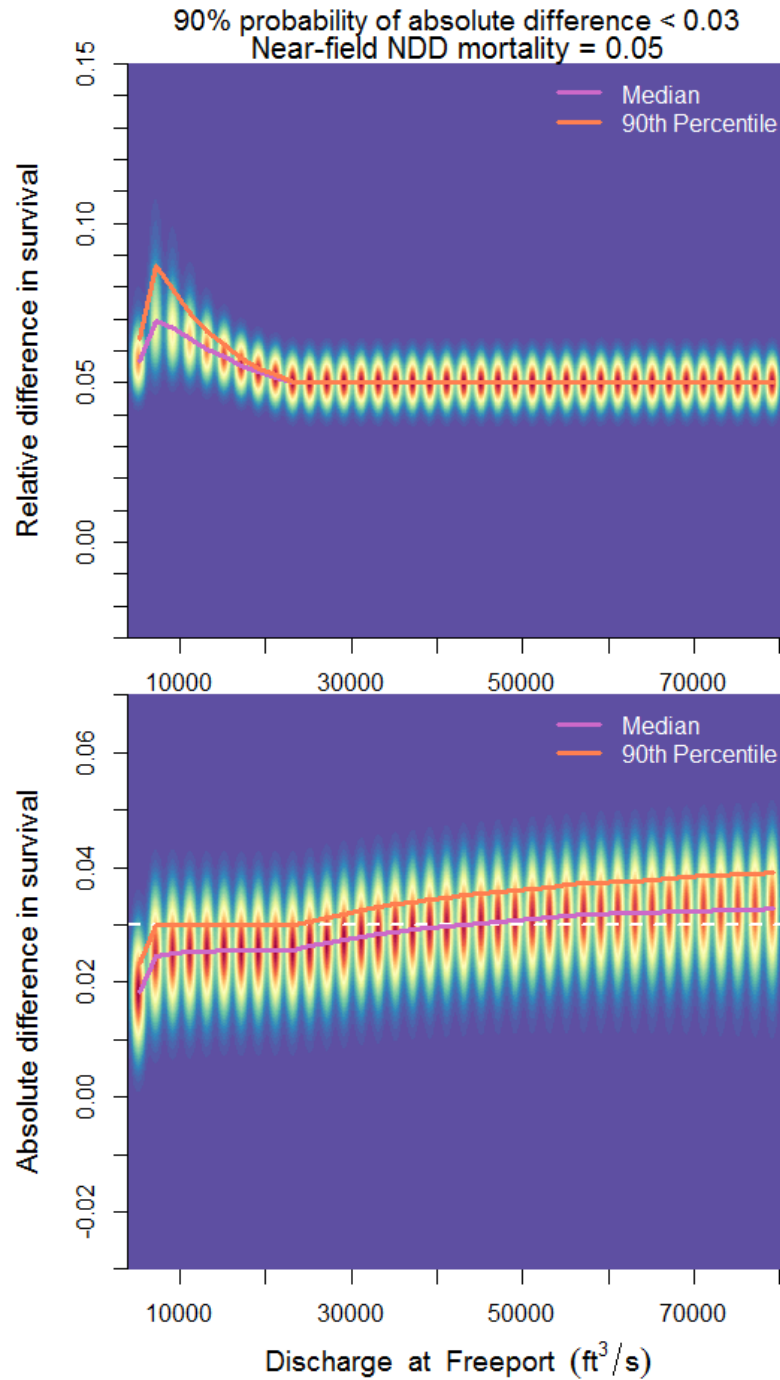 90% probability of absolute difference < 0.03
Near-field NDD mortality = 0.05
Relative difference in survival
0.15
0.10
0.05
0.00
Median
90th Percentile
10000 30000 50000 70000
Absolute difference in survival
0.06
0.04
0.02
0.00
-0.02
Median
90th Percentile
10000 30000 50000 70000
Discharge at Freeport (ft³/s)